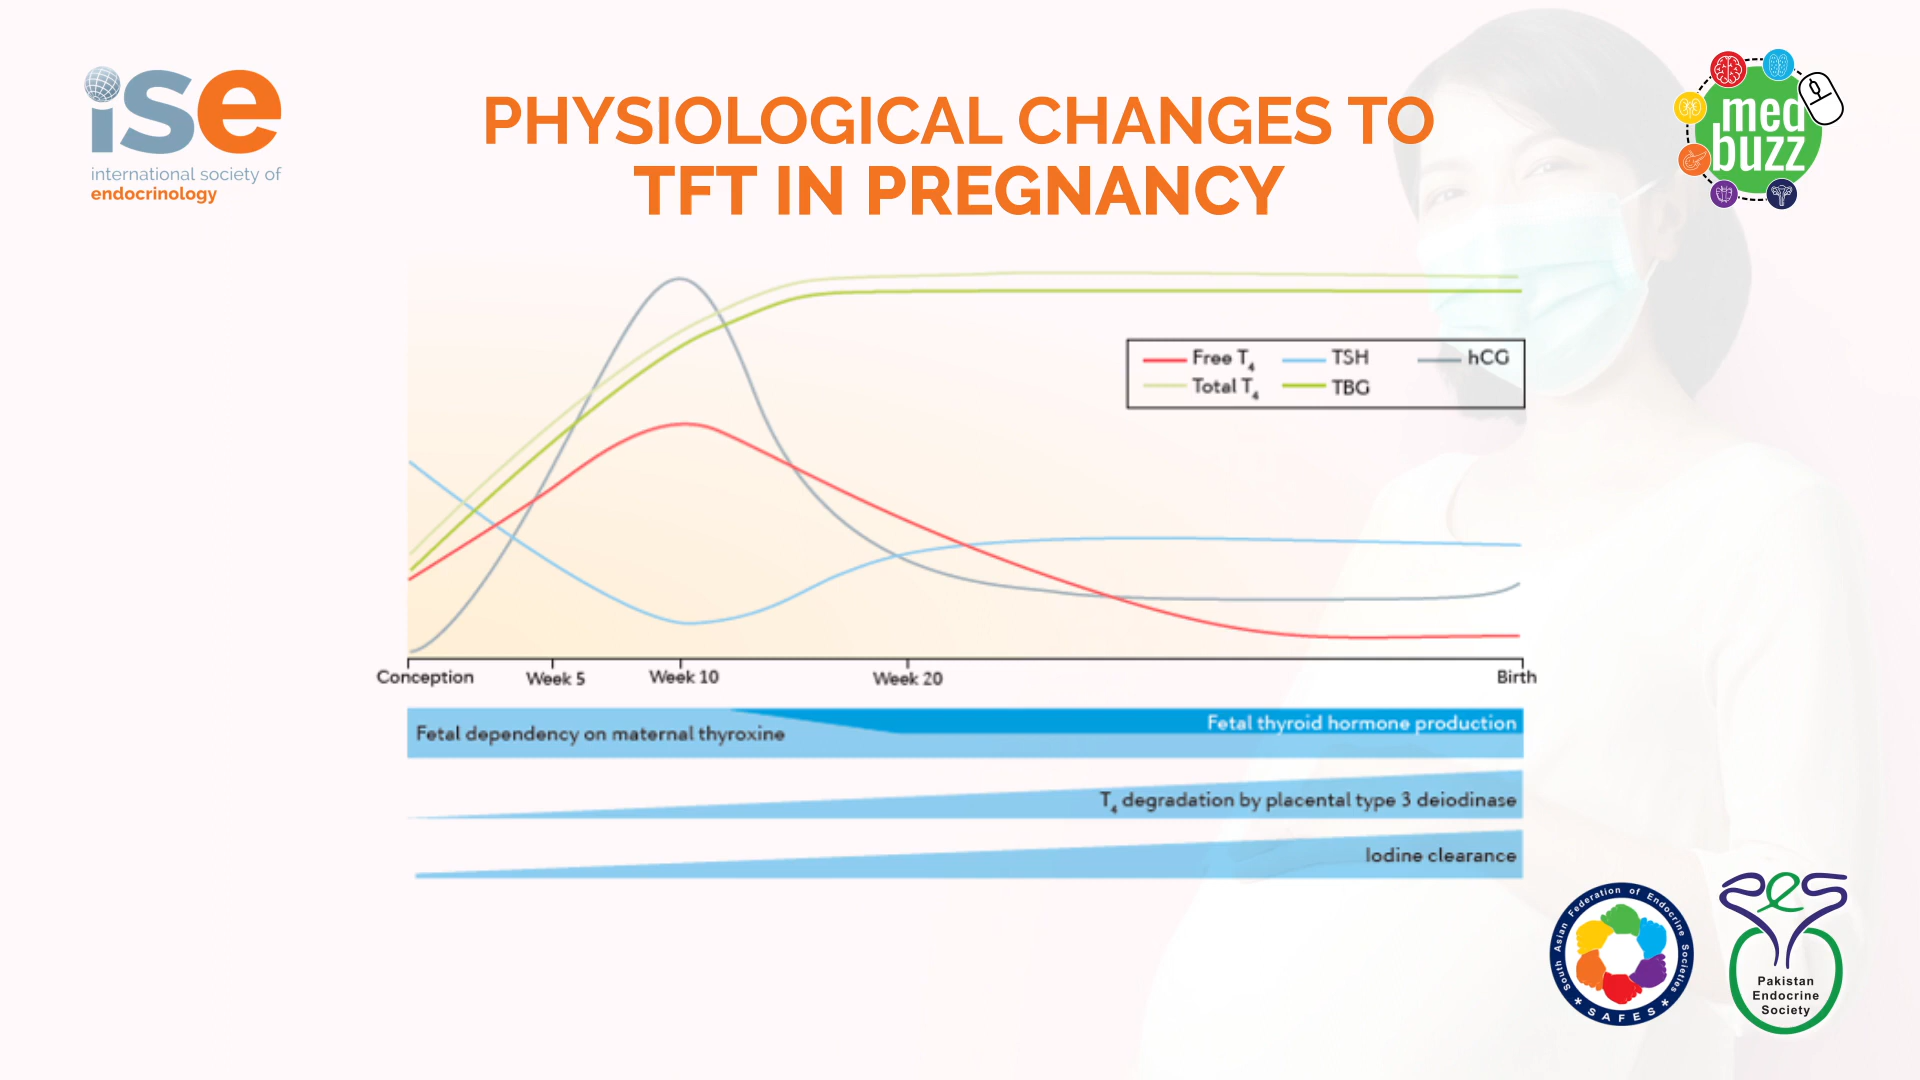 ise
international society of
endocrinology
PHYSIOLOGICAL CHANGES TO
TFT IN PREGNANCY
med
buzz
Free T4 TSH hCG
Total T4 TBG
Conception Week 5 Week 10 Week 20 Birth
Fetal thyroid hormone production
Fetal dependency on maternal thyroxine
T4 degradation by placental type 3 deiodinase
Iodine clearance
South Asian Federation of Endocrine Societies
* SAFES *
PES
Pakistan
Endocrine
Society